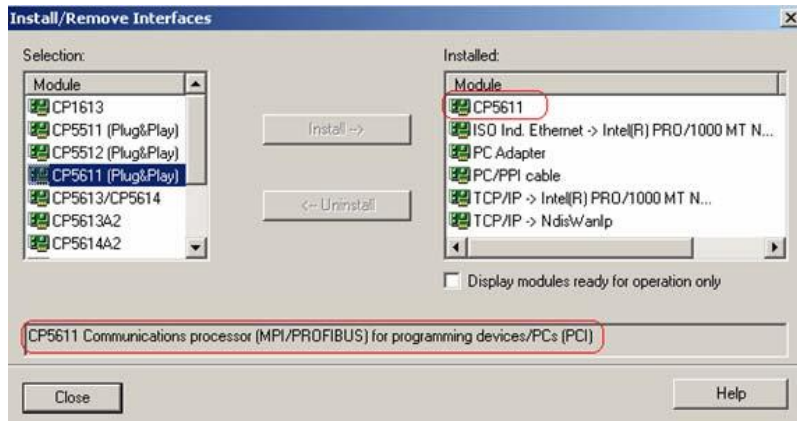 Install/Remove Interfaces
Selection:
Module
CP1613
CP5511 (Plug&Play)
CP5512 (Plug&Play)
CP5611 (Plug&Play)
CP5613/CP5614
CP5613A2
CP5614A2
Install -->
<-- Uninstall
Installed:
Module
CP5611
ISO Ind. Ethernet -> Intel(R) PRO/1000 MT N...
PC Adapter
PC/PPI cable
TCP/IP -> Intel(R) PRO/1000 MT N...
TCP/IP -> NdisWanIp
Display modules ready for operation only
CP5611 Communications processor (MPI/PROFIBUS) for programming devices/PCs (PCI)
Close
Help